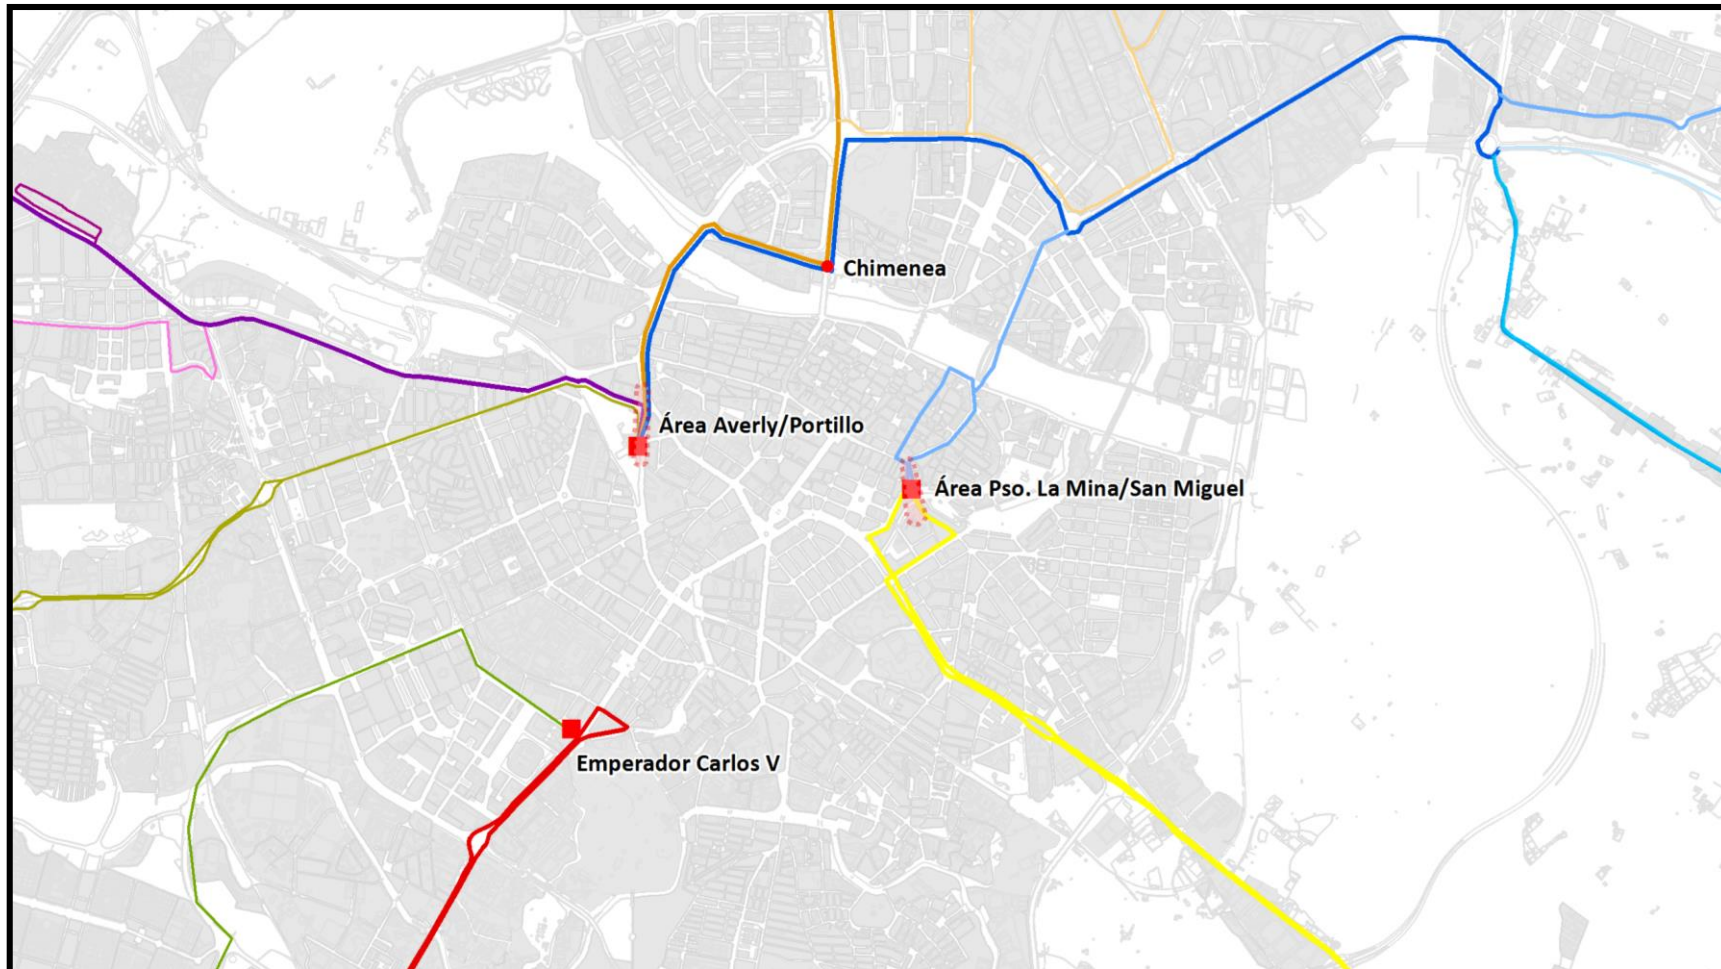 Chimenea
Área Averly/Portillo
Área Pso. La Mina/San Miguel
Emperador Carlos V